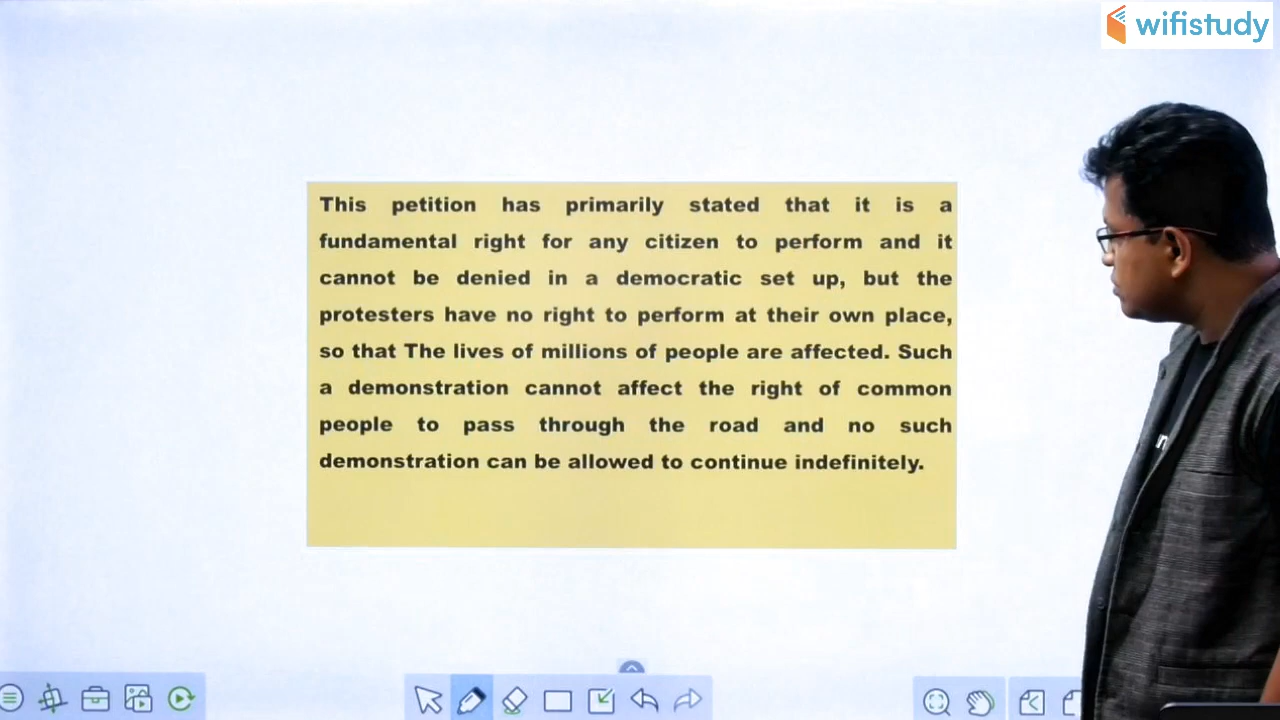 wifistudy
This petition has primarily stated that it is a
fundamental right for any citizen to perform and it
cannot be denied in a democratic set up, but the
protesters have no right to perform at their own place,
so that The lives of millions of people are affected. Such
a demonstration cannot affect the right of common
people to pass through the road and no such
demonstration can be allowed to continue indefinitely.